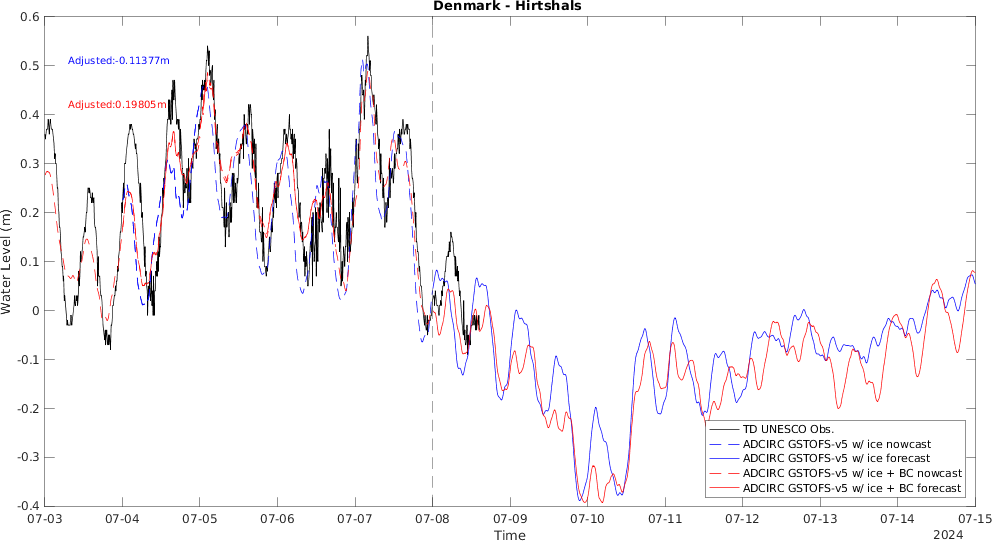 Denmark - Hirtshals
0.6
0.5
0.4
0.3
0.2
0.1
0
-0.1
-0.2
-0.3
-0.4
Water Level (m)
Adjusted:-0.11377m
Adjusted:0.19805m
TD UNESCO Obs.
ADCIRC GSTOFS-v5 w/ ice nowcast
ADCIRC GSTOFS-v5 w/ ice forecast
ADCIRC GSTOFS-v5 w/ ice + BC nowcast
ADCIRC GSTOFS-v5 w/ ice + BC forecast
07-03 07-04 07-05 07-06 07-07 07-08 07-09 07-10 07-11 07-12 07-13 07-14 07-15
Time
2024